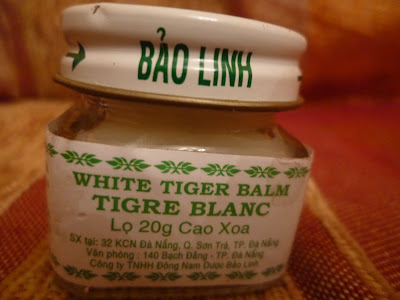 BẢO LINH
WHITE TIGER BALM
TIGRE BLANC
Lọ 20g Cao Xoa
SX tại: 32 KCN Đà Nẵng, Q. Sơn Trà, TP. Đà Nẵng
Văn phòng : 140 Bạch Đằng - TP. Đà Nẵng
Công ty TNHH Đông Nam Dược Bảo Linh